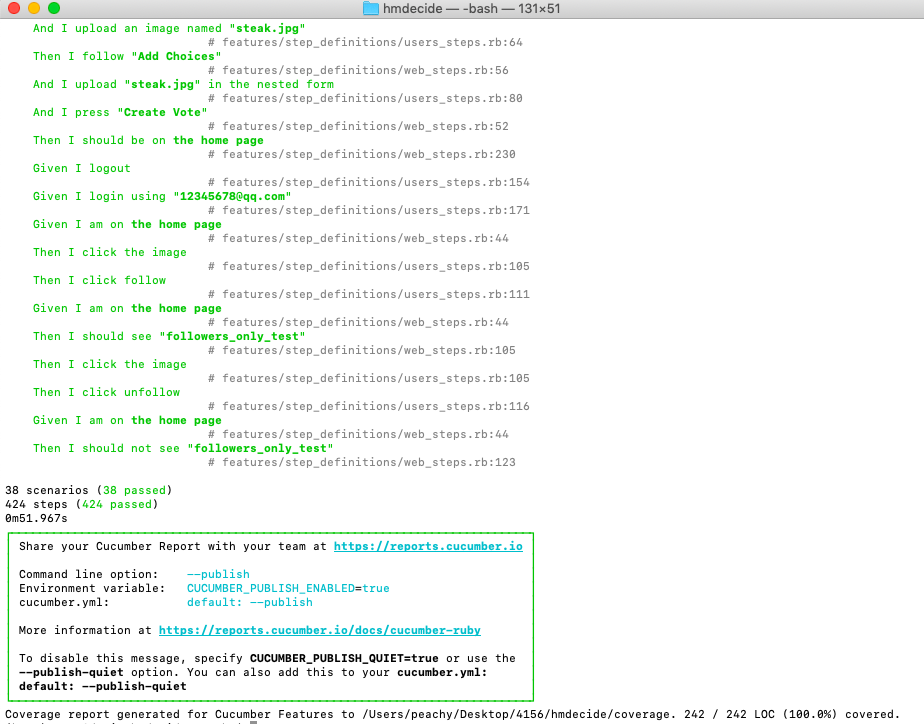 hmdecide — -bash — 131×51
And I upload an image named "steak.jpg"
# features/step_definitions/users_steps.rb:64
Then I follow "Add Choices"
# features/step_definitions/web_steps.rb:56
And I upload "steak.jpg" in the nested form
# features/step_definitions/users_steps.rb:80
And I press "Create Vote"
# features/step_definitions/web_steps.rb:52
Then I should be on the home page
# features/step_definitions/web_steps.rb:230
Given I logout
# features/step_definitions/users_steps.rb:154
Given I login using "12345678@qq.com"
# features/step_definitions/users_steps.rb:171
Given I am on the home page
# features/step_definitions/web_steps.rb:44
Then I click the image
# features/step_definitions/users_steps.rb:105
Then I click follow
# features/step_definitions/users_steps.rb:111
Given I am on the home page
# features/step_definitions/web_steps.rb:44
Then I should see "followers_only_test"
# features/step_definitions/web_steps.rb:105
Then I click the image
# features/step_definitions/users_steps.rb:105
Then I click unfollow
# features/step_definitions/users_steps.rb:116
Given I am on the home page
# features/step_definitions/web_steps.rb:44
Then I should not see "followers_only_test"
# features/step_definitions/web_steps.rb:123
38 scenarios (38 passed)
424 steps (424 passed)
0m51.967s
Share your Cucumber Report with your team at https://reports.cucumber.io
Command line option: --publish
Environment variable: CUCUMBER_PUBLISH_ENABLED=true
cucumber.yml: default: --publish
More information at https://reports.cucumber.io/docs/cucumber-ruby
To disable this message, specify CUCUMBER_PUBLISH_QUIET=true or use the
--publish-quiet option. You can also add this to your cucumber.yml:
default: --publish-quiet
Coverage report generated for Cucumber Features to /Users/peachy/Desktop/4156/hmdecide/coverage. 242 / 242 LOC (100.0%) covered.